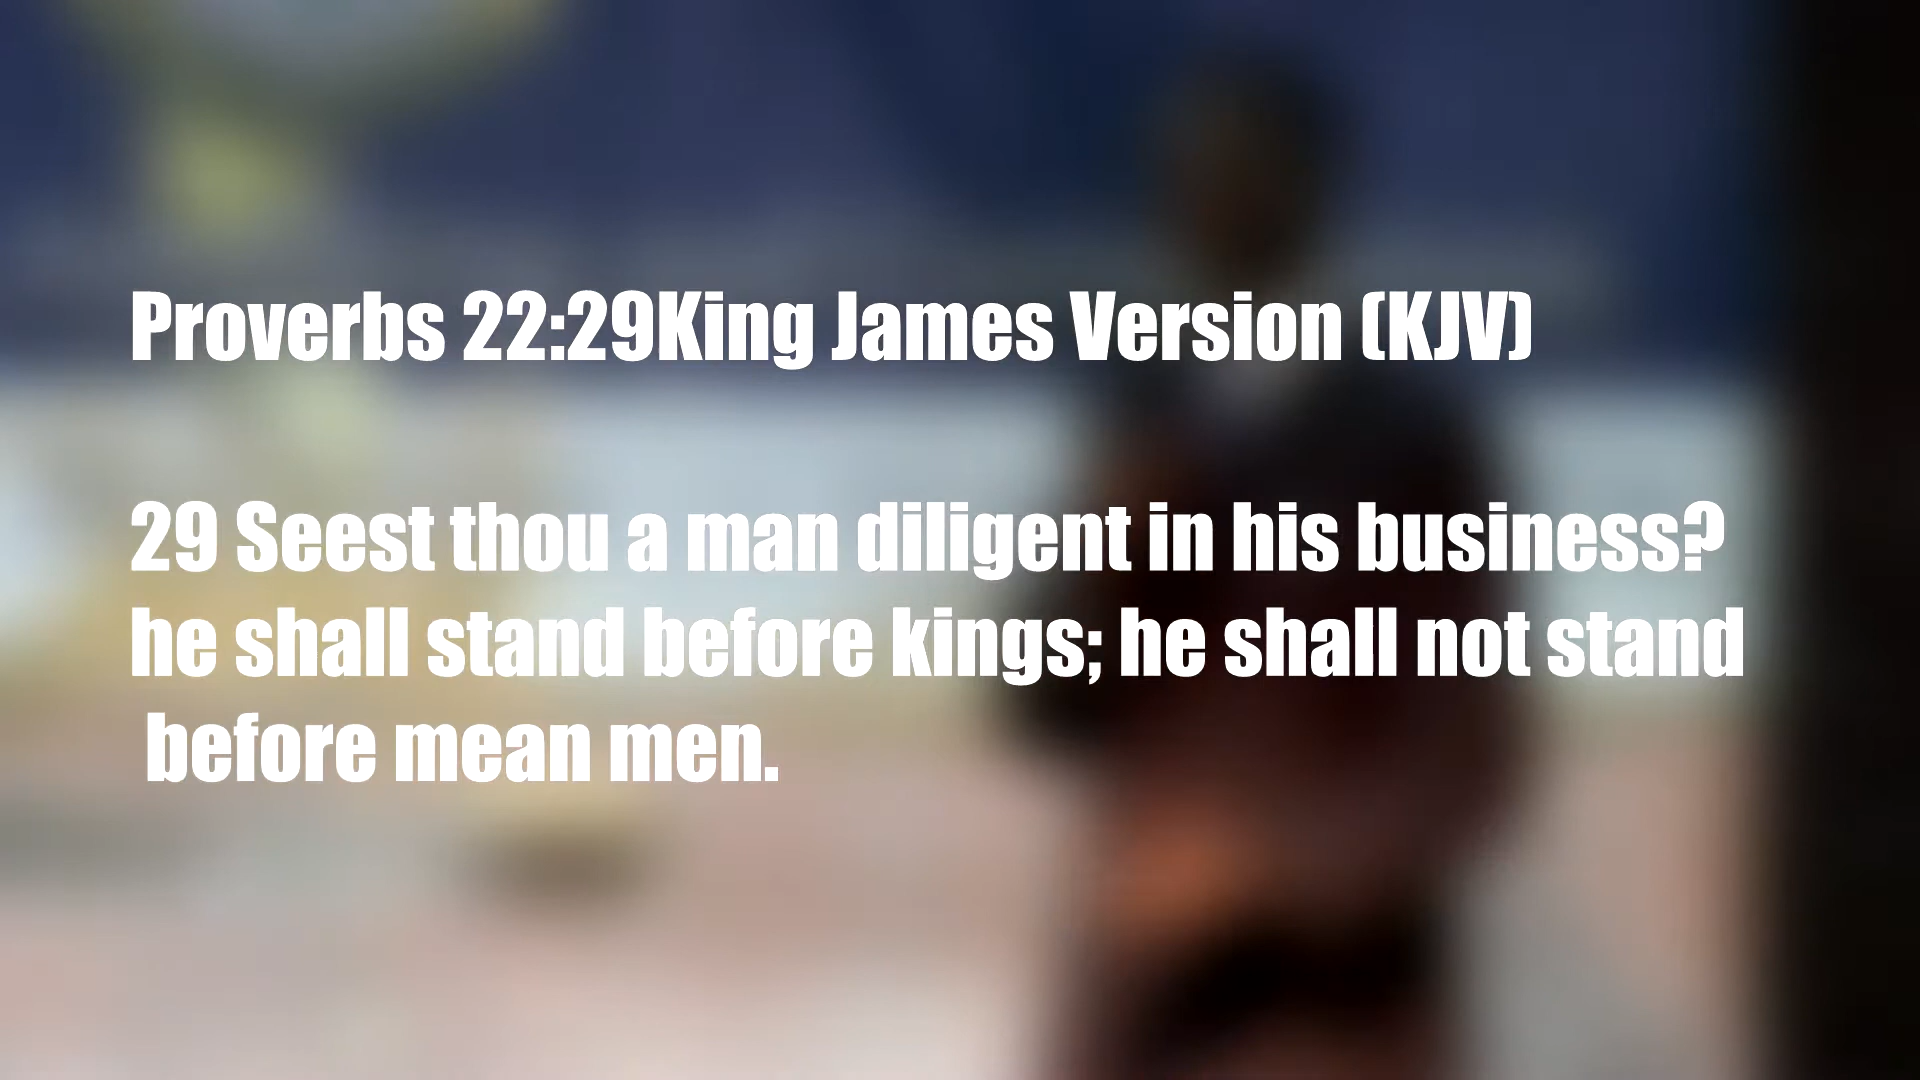 Proverbs 22:29King James Version (KJV)
29 Seest thou a man diligent in his business?
he shall stand before kings; he shall not stand
before mean men.